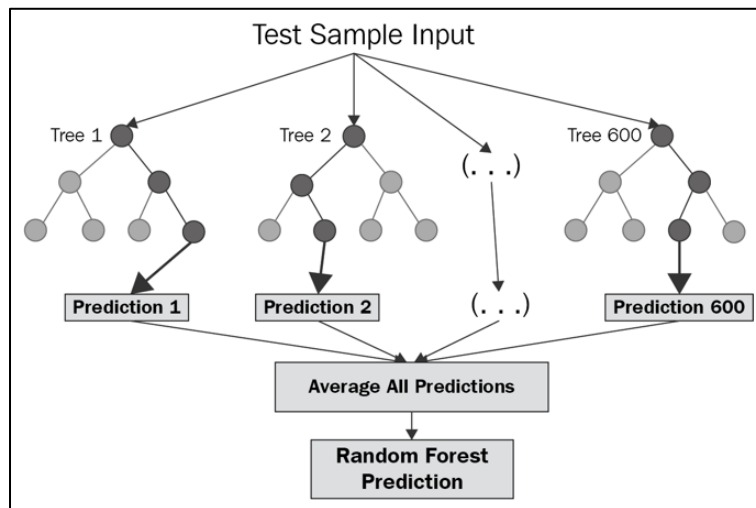 Test Sample Input
Tree 1
Tree 2
(. . .)
Tree 600
Prediction 1
Prediction 2
(. . .)
Prediction 600
Average All Predictions
Random Forest
Prediction